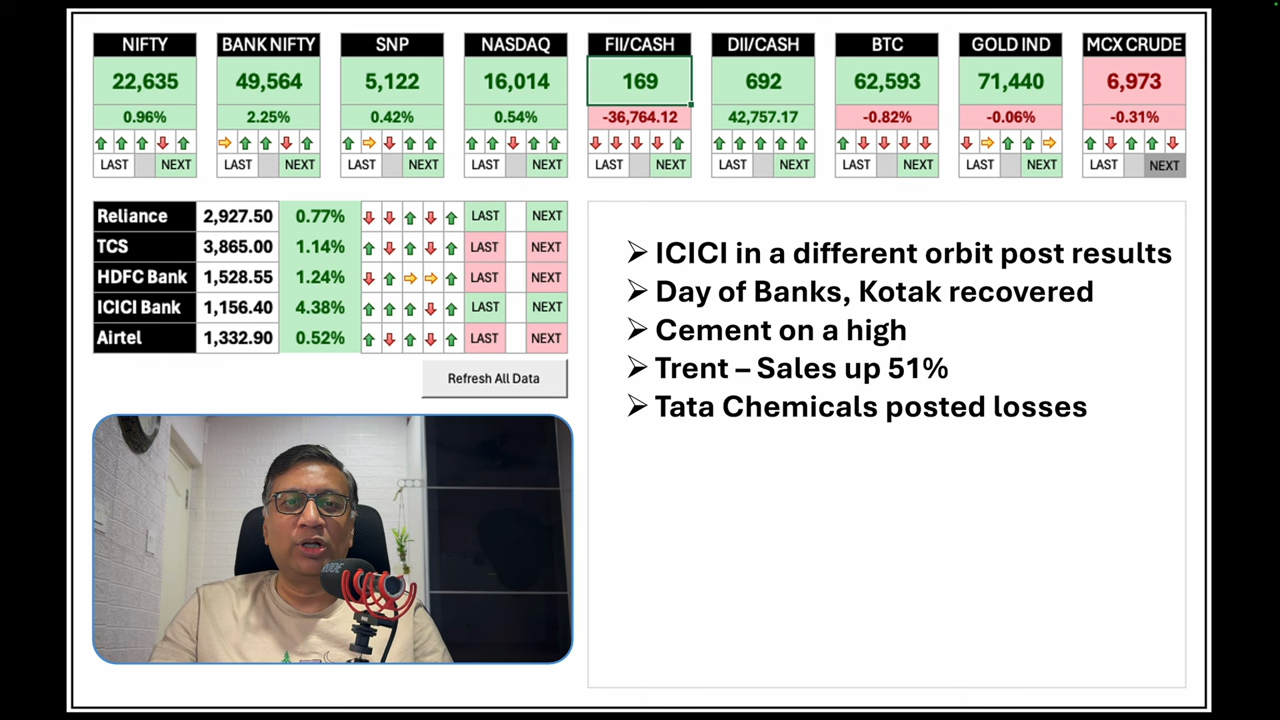 NIFTY BANK NIFTY SNP NASDAQ FII/CASH DII/CASH BTC GOLD IND MCX CRUDE
22,635 49,564 5,122 16,014 169 692 62,593 71,440 6,973
0.96% 2.25% 0.42% 0.54% -36,764.12 42,757.17 -0.82% -0.06% -0.31%
LAST NEXT LAST NEXT LAST NEXT LAST NEXT LAST NEXT LAST NEXT LAST NEXT LAST NEXT LAST NEXT
Reliance 2,927.50 0.77% LAST NEXT
TCS 3,865.00 1.14% LAST NEXT
HDFC Bank 1,528.55 1.24% LAST NEXT
ICICI Bank 1,156.40 4.38% LAST NEXT
Airtel 1,332.90 0.52% LAST NEXT
Refresh All Data
ICICI in a different orbit post results
Day of Banks, Kotak recovered
Cement on a high
Trent – Sales up 51%
Tata Chemicals posted losses
RODE